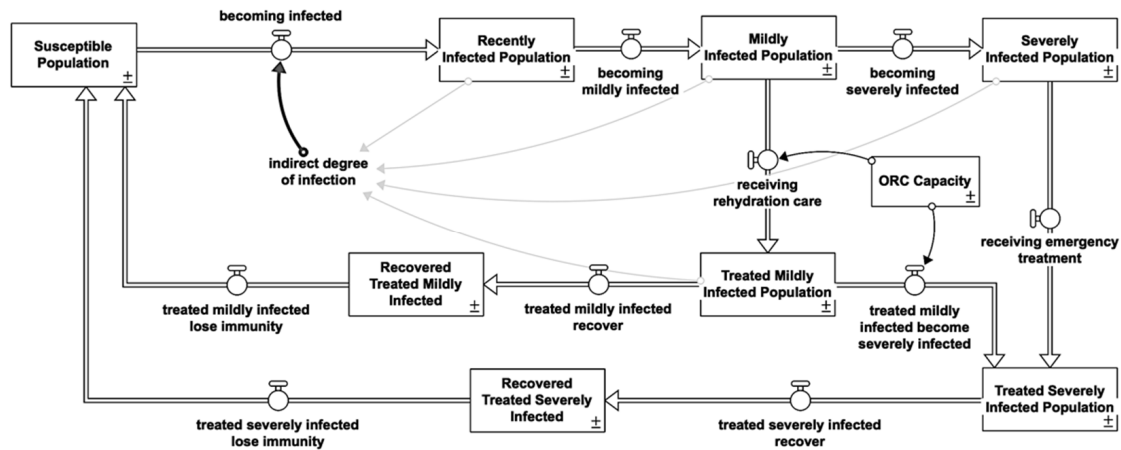 becoming infected
Susceptible
Population
±
Recently
Infected Population
±
becoming
mildly infected
Mildly
Infected Population
±
becoming
severely infected
Severely
Infected Population
±
indirect degree
of infection
receiving
rehydration care
ORC Capacity
±
receiving emergency
treatment
Recovered
Treated Mildly
Infected
±
Treated Mildly
Infected Population
±
treated mildly infected
lose immunity
treated mildly infected
recover
treated mildly
infected become
severely infected
Recovered
Treated Severely
Infected
±
Treated Severely
Infected Population
±
treated severely infected
lose immunity
treated severely infected
recover